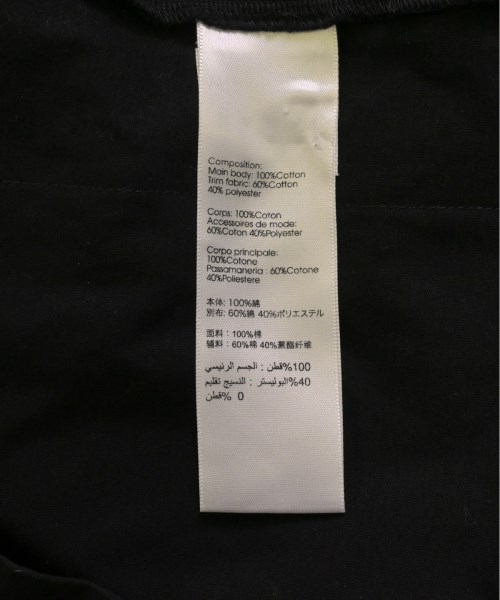 Composition:
Main body: 100%Cotton
Trim fabric: 60%Cotton
40% polyester
Corps: 100%Coton
Accessoires de mode:
60%Coton 40%Polyester
Corpo principale:
100%Cotone
Passamaneria : 60%Cotone
40%Poliestere
本体: 100%綿
別布: 60%綿 40%ポリエステル
面料：100%棉
辅料：60%棉 40%聚酯纤维
100%قطن : الجسم الرئيسي
40%البوليستر : النسيج تقليم
0 %قطن